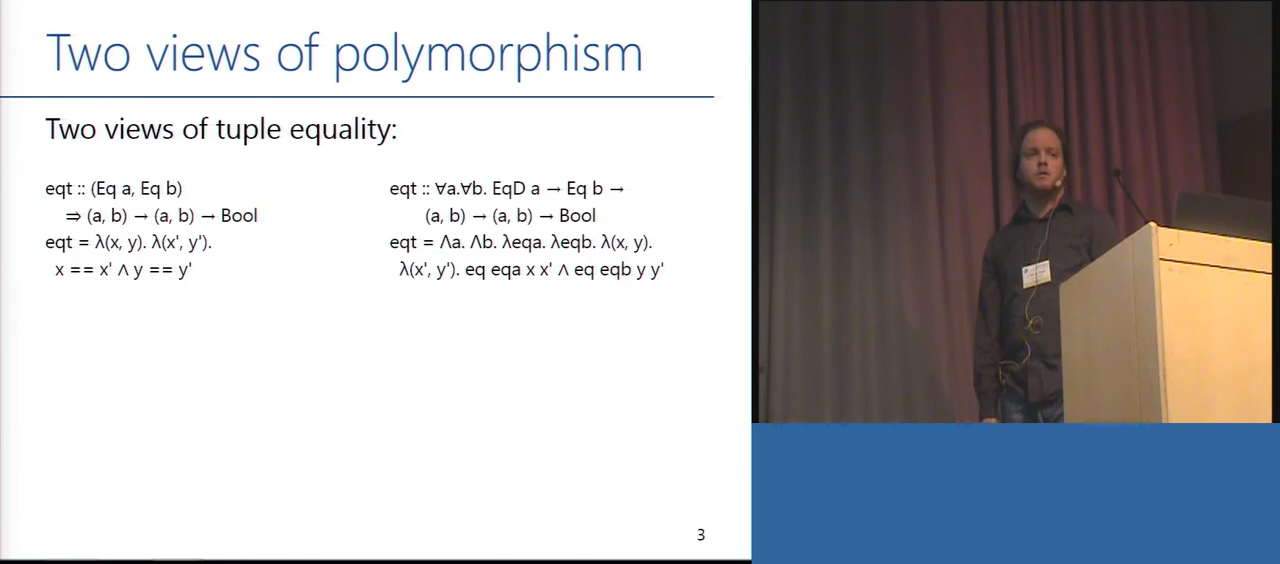 Two views of polymorphism
Two views of tuple equality:
eqt :: (Eq a, Eq b)
⇒ (a, b) → (a, b) → Bool
eqt = λ(x, y). λ(x', y').
x == x' ∧ y == y'
eqt :: ∀a.∀b. EqD a → Eq b →
(a, b) → (a, b) → Bool
eqt = Λa. Λb. λeqa. λeqb. λ(x, y).
λ(x', y'). eq eqa x x' ∧ eq eqb y y'
3